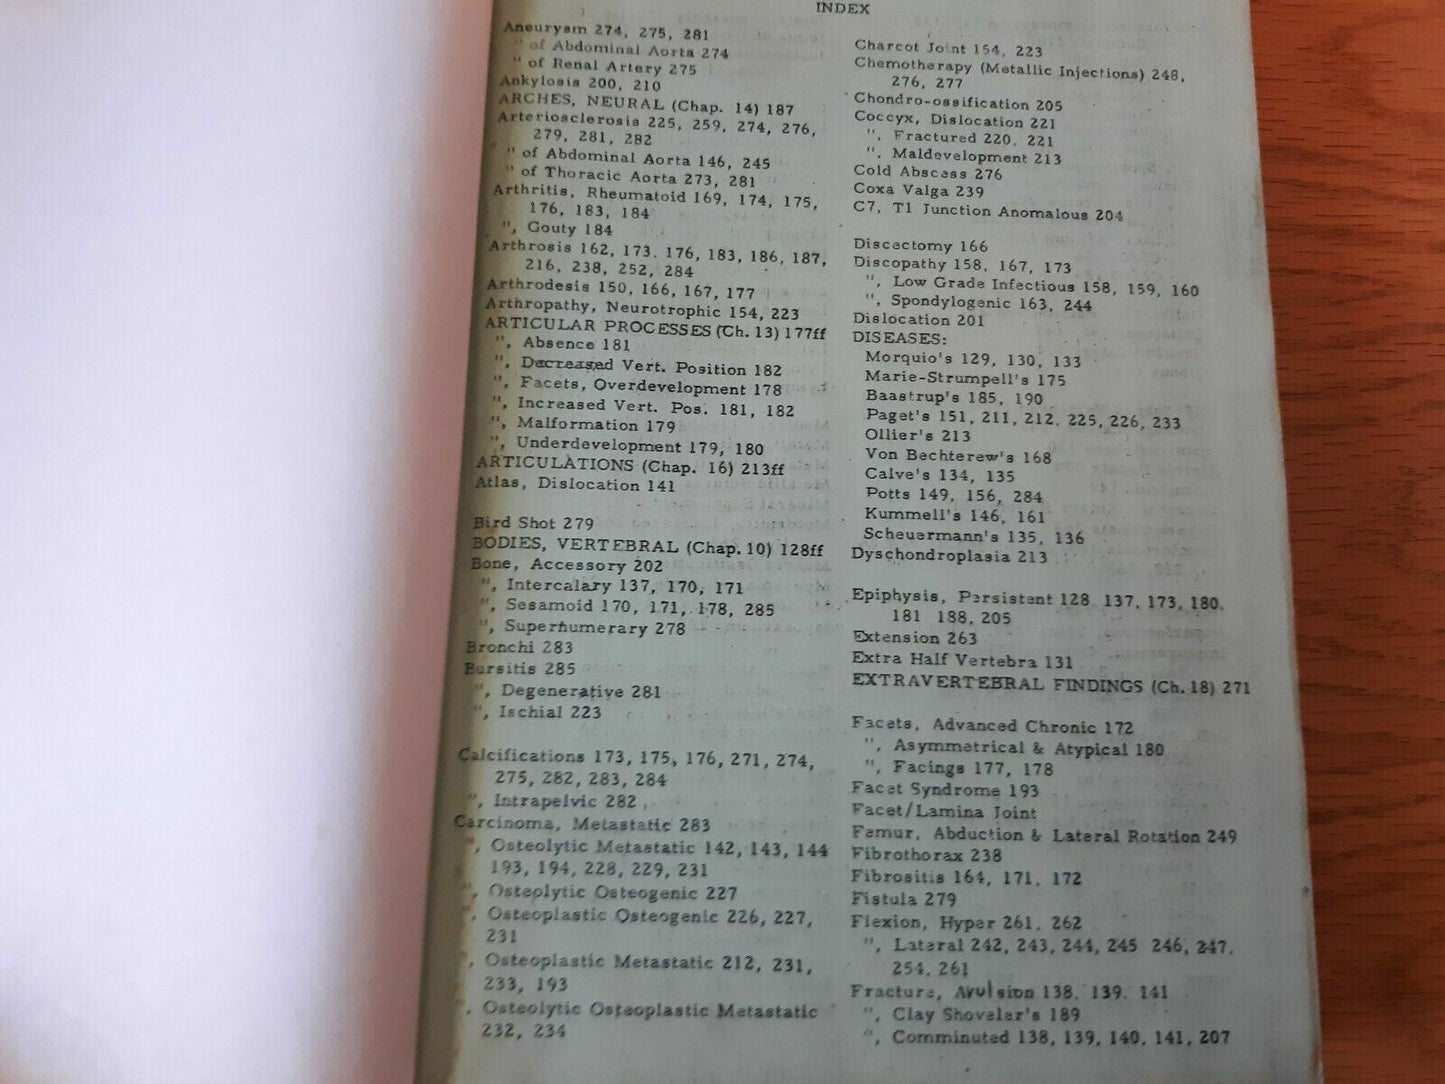 INDEX
Aneurysm 274, 275, 281
" of Abdominal Aorta 274
" of Renal Artery 275
Ankylosis 200, 210
ARCHES, NEURAL (Chap. 14) 187
Arteriosclerosis 225, 259, 274, 276,
279, 281, 282
" of Abdominal Aorta 146, 245
" of Thoracic Aorta 273, 281
Arthritis, Rheumatoid 169, 174, 175,
176, 183, 184
", Gouty 184
Arthrosis 162, 173. 176, 183, 186, 187,
216, 238, 252, 284
Arthrodesis 150, 166, 167, 177
Arthropathy, Neurotrophic 154, 223
ARTICULAR PROCESSES (Ch. 13) 177ff
", Absence 181
", Decreased Vert. Position 182
", Facets, Overdevelopment 178
", Increased Vert. Pos. 181, 182
", Malformation 179
", Underdevelopment 179, 180
ARTICULATIONS (Chap. 16) 213ff
Atlas, Dislocation 141
Bird Shot 279
BODIES, VERTEBRAL (Chap. 10) 128ff
Bone, Accessory 202
", Intercalary 137, 170, 171
", Sesamoid 170, 171, 178, 285
", Supernumerary 278
Bronchi 283
Bursitis 285
", Degenerative 281
", Ischial 223
Calcifications 173, 175, 176, 271, 274,
275, 282, 283, 284
", Intrapelvic 282
Carcinoma, Metastatic 283
", Osteolytic Metastatic 142, 143, 144
193, 194, 228, 229, 231
", Osteolytic Osteogenic 227
", Osteoplastic Osteogenic 226, 227,
231
", Osteoplastic Metastatic 212, 231,
233, 193
", Osteolytic Osteoplastic Metastatic
232, 234
Charcot Joint 154, 223
Chemotherapy (Metallic Injections) 248,
276, 277
Chondro-ossification 205
Coccyx, Dislocation 221
", Fractured 220, 221
", Maldevelopment 213
Cold Abscess 276
Coxa Valga 239
C7, T1 Junction Anomalous 204
Discectomy 166
Discopathy 158, 167, 173
", Low Grade Infectious 158, 159, 160
", Spondylogenic 163, 244
Dislocation 201
DISEASES:
Morquio's 129, 130, 133
Marie-Strumpell's 175
Baastrup's 185, 190
Paget's 151, 211, 212. 225, 226, 233
Ollier's 213
Von Bechterew's 168
Calve's 134, 135
Potts 149, 156, 284
Kummell's 146, 161
Scheuermann's 135, 136
Dyschondroplasia 213
Epiphysis, Persistent 128. 137, 173, 180.
181 188, 205
Extension 263
Extra Half Vertebra 131
EXTRAVERTEBRAL FINDINGS (Ch. 18) 271
Facets, Advanced Chronic 172
", Asymmetrical & Atypical 180
", Facings 177, 178
Facet Syndrome 193
Facet/Lamina Joint
Femur, Abduction & Lateral Rotation 249
Fibrothorax 238
Fibrositis 164, 171, 172
Fistula 279
Flexion, Hyper 261, 262
", Lateral 242, 243, 244, 245 246, 247,
254, 261
Fracture, Avulsion 138, 139. 141
", Clay Shoveler's 189
", Comminuted 138, 139, 140, 141, 207